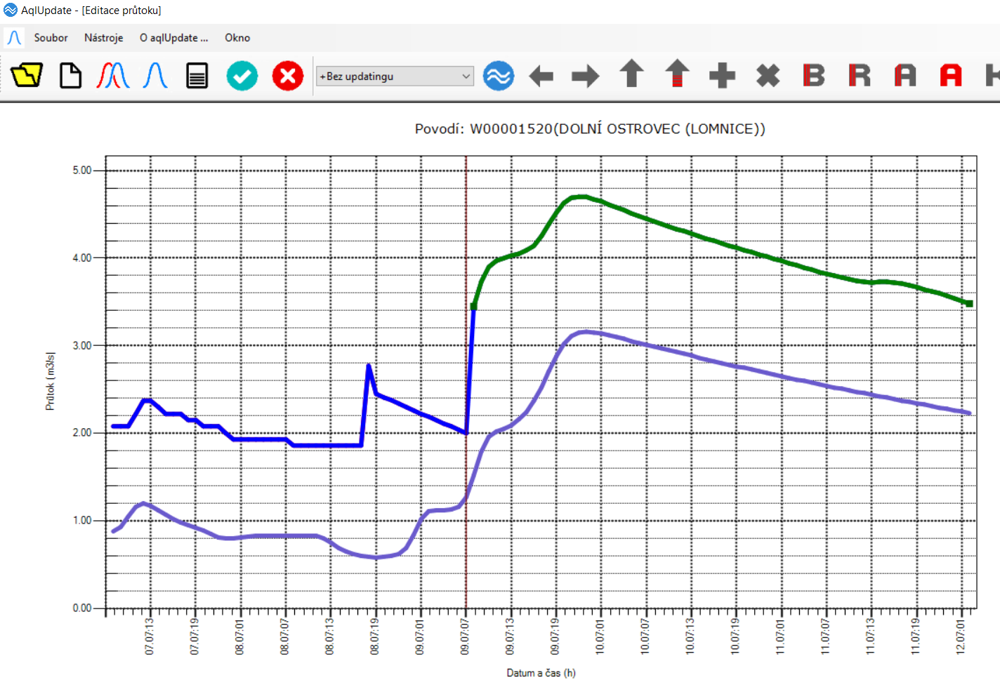 AqlUpdate - [Editace průtoku]
Soubor Nástroje O aqlUpdate ... Okno
+Bez updatingu B R A A
Povodí: W00001520(DOLNÍ OSTROVEC (LOMNICE))
5.00
4.00
3.00
2.00
1.00
0.00
Průtok ( m3/s)
07.07:13 07.07:19 08.07:01 08.07:07 08.07:13 08.07:19 09.07:01 09.07:07 09.07:13 09.07:19 10.07:01 10.07:07 10.07:13 10.07:19 11.07:01 11.07:07 11.07:13 11.07:19 12.07:01
Datum a čas (h)